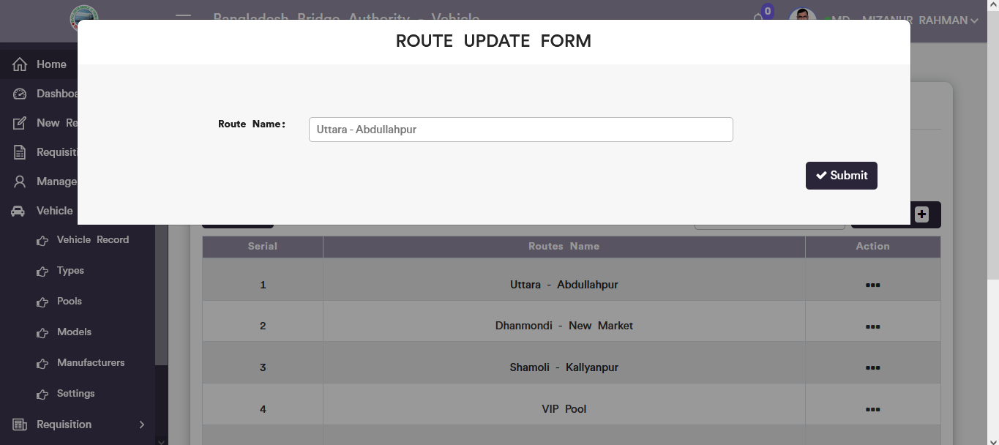 Bangladesh Bridge Authority - Vehicle
0
MD. MIZANUR RAHMAN
ROUTE UPDATE FORM
Route Name:
Uttara - Abdullahpur
Submit
Home
Dashboa
New Re
Requisiti
Manage
Vehicle
Vehicle Record
Types
Pools
Models
Manufacturers
Settings
Requisition
Serial Routes Name Action
1 Uttara - Abdullahpur
2 Dhanmondi - New Market
3 Shamoli - Kallyanpur
4 VIP Pool